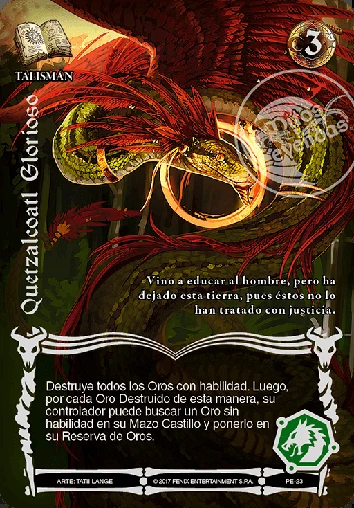 TALISMÁN
3
Quetzalcoatl Glorioso
Vino a educar al hombre, pero ha
dejado esta tierra, pues éstos no lo
han tratado con justicia.
Destruye todos los Oros con habilidad. Luego,
por cada Oro Destruido de esta manera, su
controlador puede buscar un Oro sin
habilidad en su Mazo Castillo y ponerlo en
su Reserva de Oros.
ARTE: TATII LANGE
© 2017 FENIX ENTERTAINMENT S.P.A.
PE-33